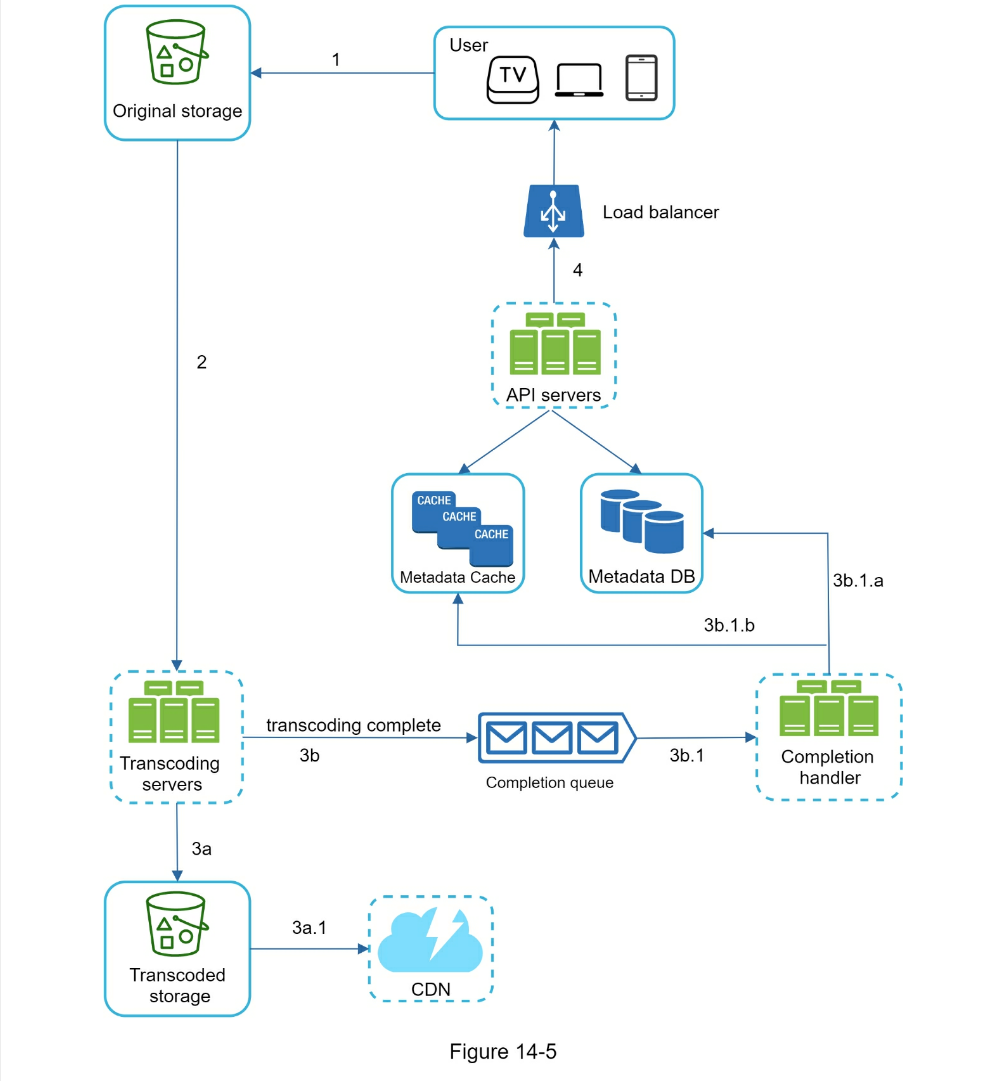 User
TV
1
Original storage
Load balancer
4
2
API servers
CACHE
CACHE
CACHE
Metadata Cache
Metadata DB
3b.1.a
3b.1.b
transcoding complete
3b
3b.1
Transcoding
servers
Completion queue
Completion
handler
3a
3a.1
Transcoded
storage
CDN
Figure 14-5